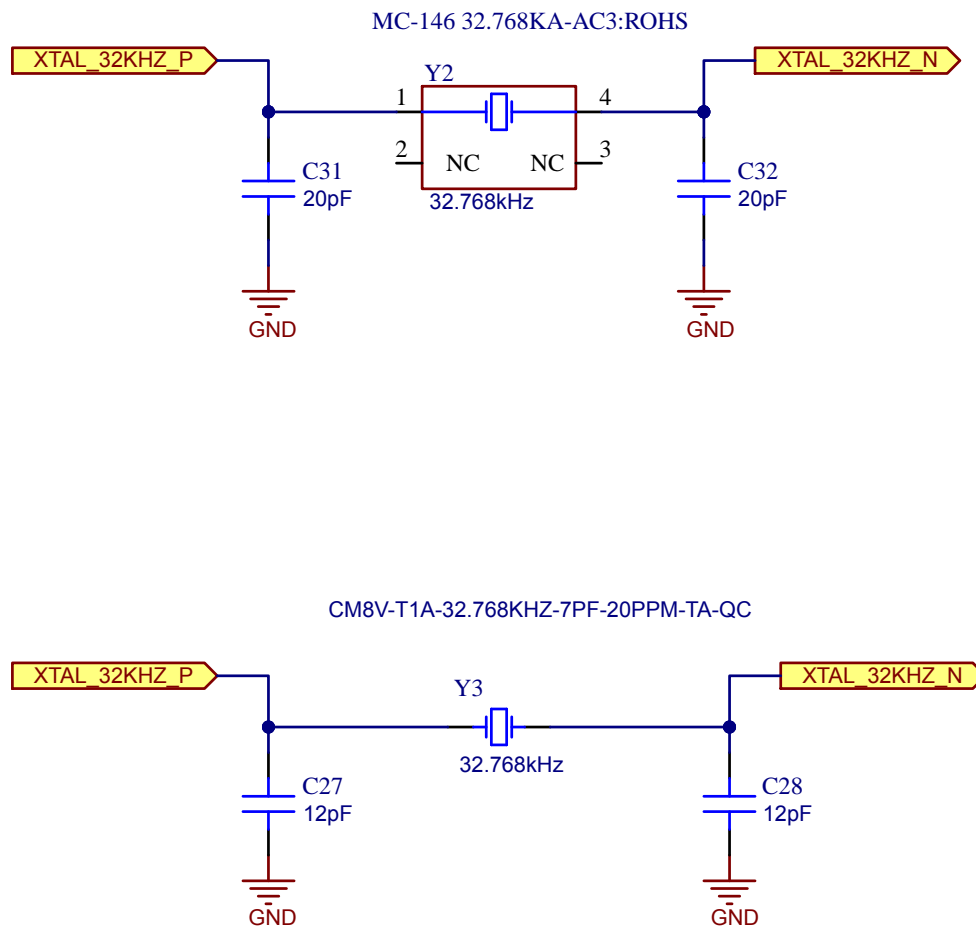 MC-146 32.768KA-AC3:ROHS
XTAL_32KHZ_P
XTAL_32KHZ_N
Y2
1
4
2
NC
NC
3
C31
20pF
32.768kHz
C32
20pF
GND
GND
CM8V-T1A-32.768KHZ-7PF-20PPM-TA-QC
XTAL_32KHZ_P
XTAL_32KHZ_N
Y3
32.768kHz
C27
12pF
C28
12pF
GND
GND